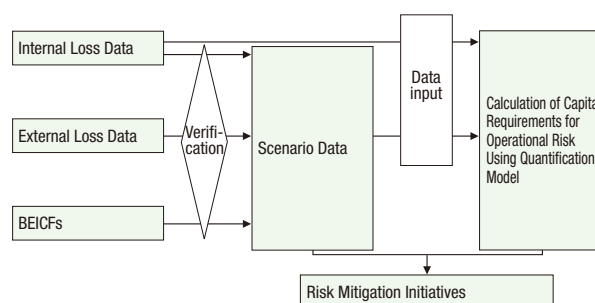 Internal Loss Data
External Loss Data
BEICFs
Verifi-
cation
Scenario Data
Data
input
Calculation of Capital
Requirements for
Operational Risk
Using Quantification
Model
Risk Mitigation Initiatives